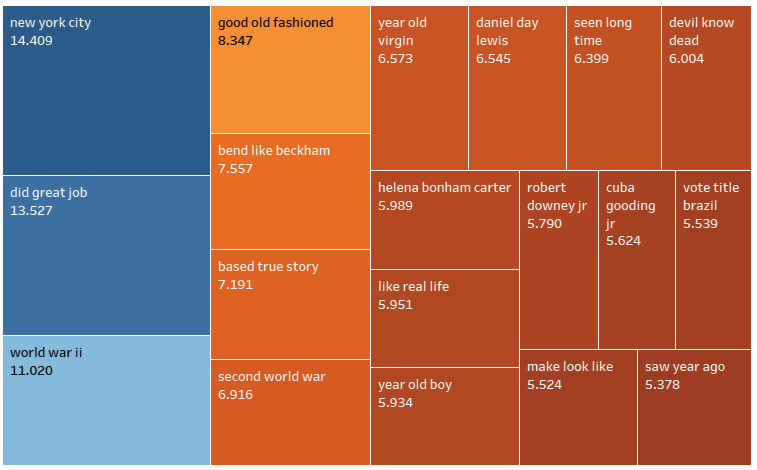 new york city
14.409
did great job
13.527
world war ii
11.020
good old fashioned
8.347
bend like beckham
7.557
based true story
7.191
second world war
6.916
year old
virgin
6.573
daniel day
lewis
6.545
seen long
time
6.399
devil know
dead
6.004
helena bonham carter
5.989
like real life
5.951
year old boy
5.934
robert
downey jr
5.790
cuba
gooding
jr
5.624
vote title
brazil
5.539
make look like
5.524
saw year ago
5.378